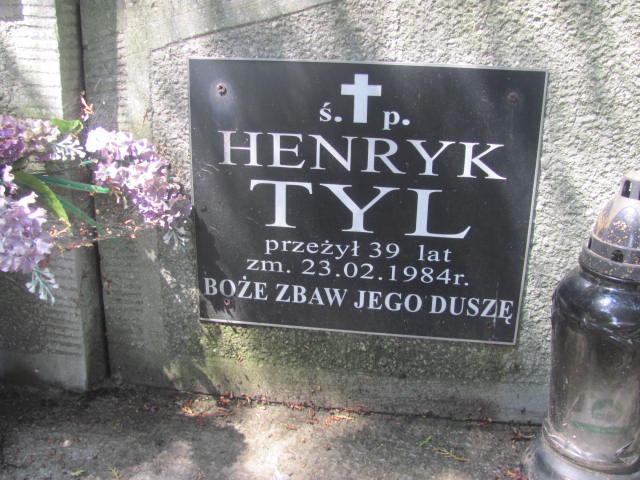 ś. p.
HENRYK
TYL
przeżył 39 lat
zm. 23.02.1984r.
BOŻE ZBAW JEGO DUSZĘ